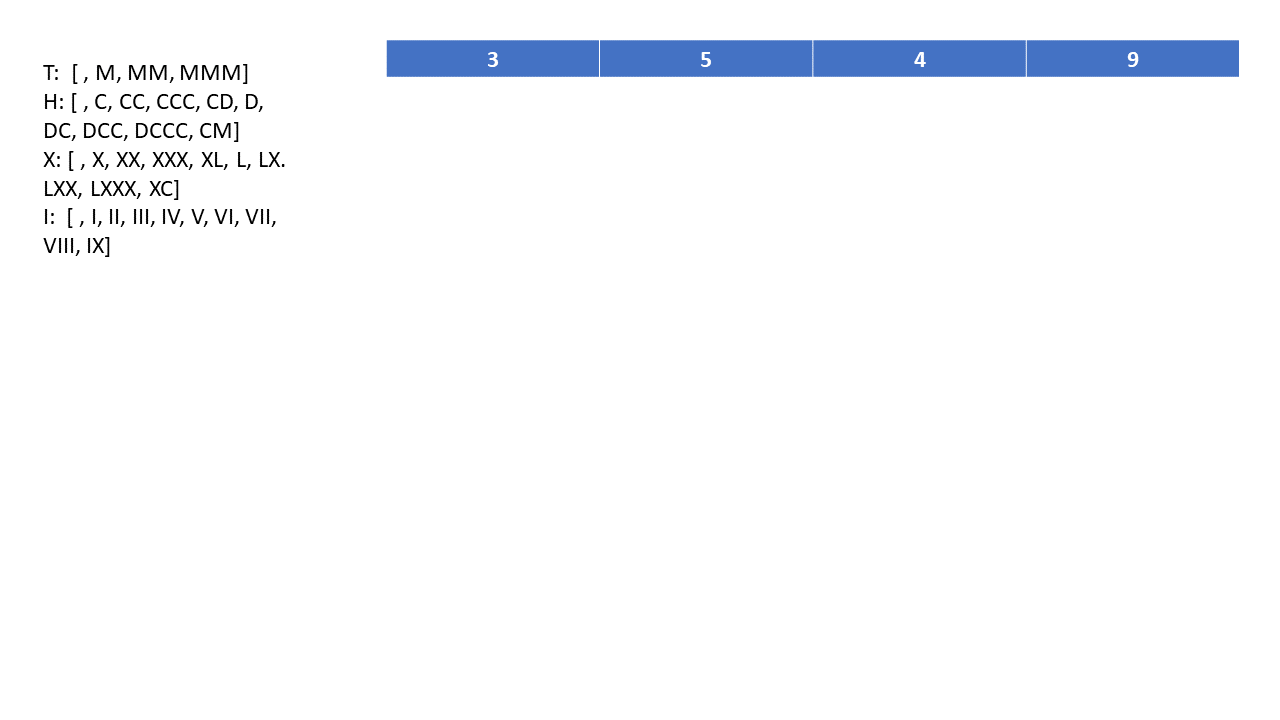 T:  [ , M, MM, MMM]
H: [ , C, CC, CCC, CD, D,
DC, DCC, DCCC, CM]
X: [ , X, XX, XXX, XL, L, LX.
LXX, LXXX, XC]
I:  [ , I, II, III, IV, V, VI, VII,
VIII, IX]
3 5 4 9